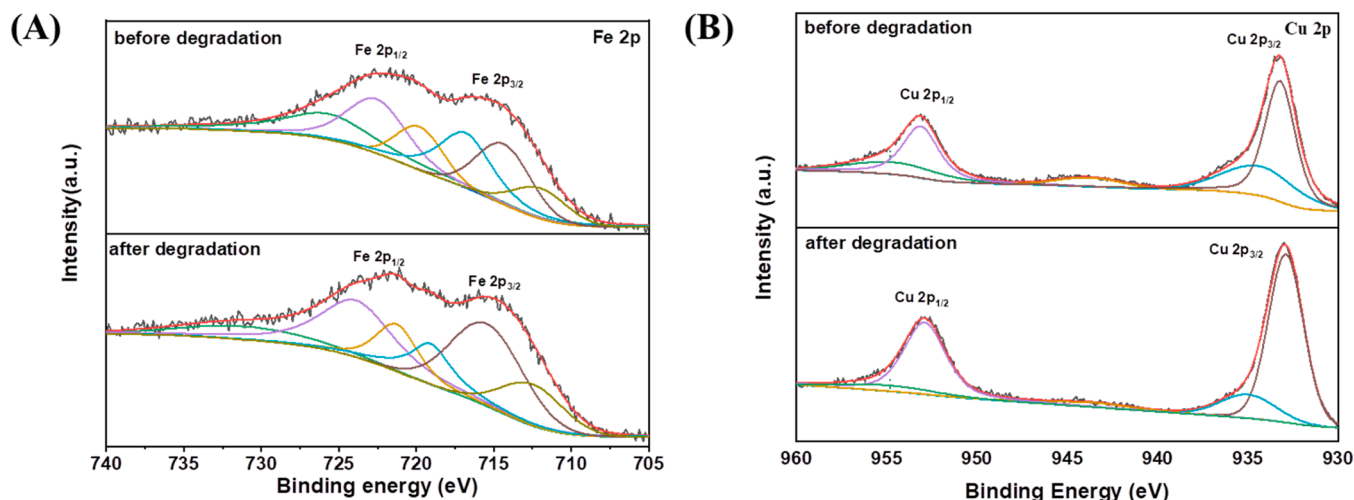 (A)
before degradation
Fe 2p
Fe 2p1/2
Fe 2p3/2
after degradation
Fe 2p1/2
Fe 2p3/2
Intensity(a.u.)
740 735 730 725 720 715 710 705
Binding energy (eV)
(B)
before degradation
Cu 2p
Cu 2p3/2
Cu 2p1/2
after degradation
Cu 2p3/2
Cu 2p1/2
Intensity (a.u.)
960 955 950 945 940 935 930
Binding Energy (eV)